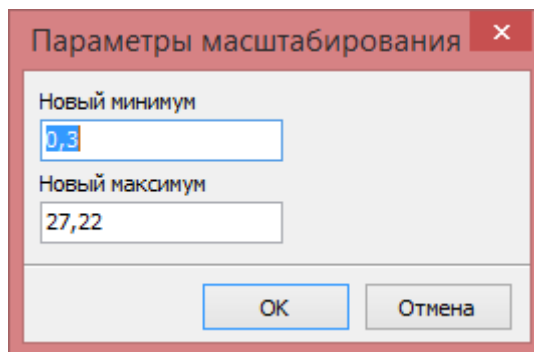 Параметры масштабирования
Новый минимум
0,3
Новый максимум
27,22
OK
Отмена